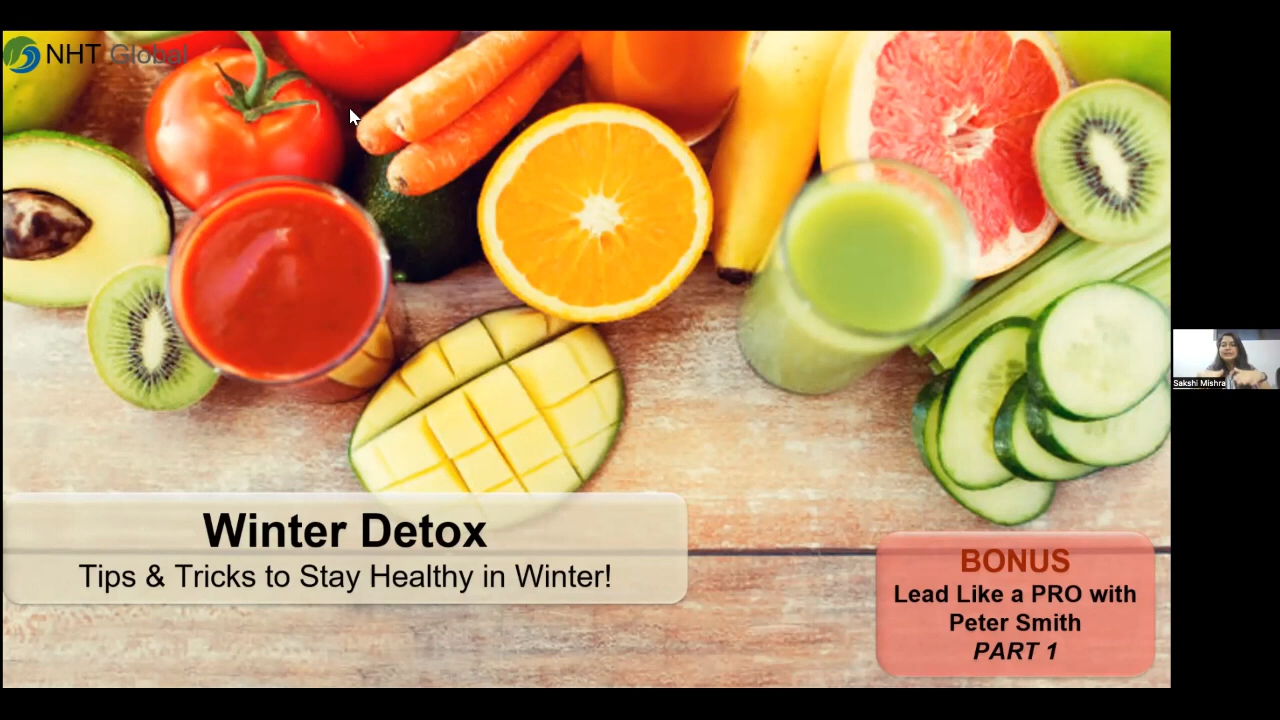 NHT Global
Sakshi Mishra
Winter Detox
Tips & Tricks to Stay Healthy in Winter!
BONUS
Lead Like a PRO with
Peter Smith
PART 1